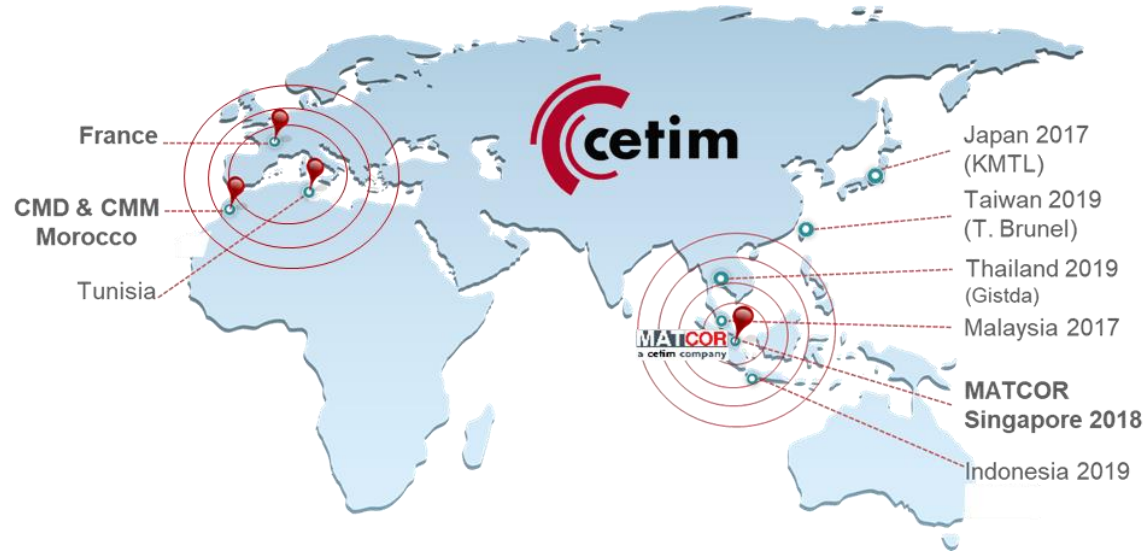 cetim
France
CMD & CMM
Morocco
Tunisia
Japan 2017
(KMTL)
Taiwan 2019
(T. Brunel)
Thailand 2019
(Gistda)
Malaysia 2017
MATCOR
a cetim company
MATCOR
Singapore 2018
Indonesia 2019